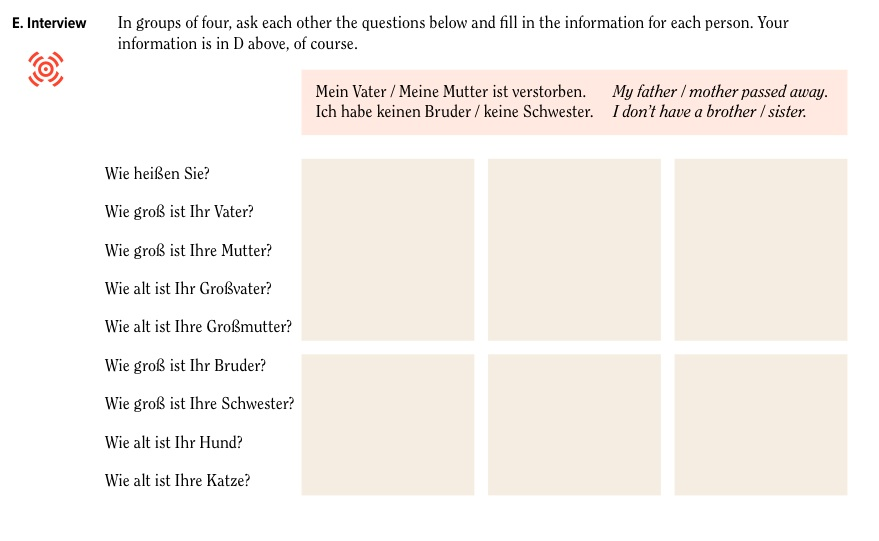 E. Interview
In groups of four, ask each other the questions below and fill in the information for each person. Your
information is in D above, of course.
Mein Vater / Meine Mutter ist verstorben. My father / mother passed away.
Ich habe keinen Bruder / keine Schwester. I don't have a brother / sister.
Wie heißen Sie?
Wie groß ist Ihr Vater?
Wie groß ist Ihre Mutter?
Wie alt ist Ihr Großvater?
Wie alt ist Ihre Großmutter?
Wie groß ist Ihr Bruder?
Wie groß ist Ihre Schwester?
Wie alt ist Ihr Hund?
Wie alt ist Ihre Katze?